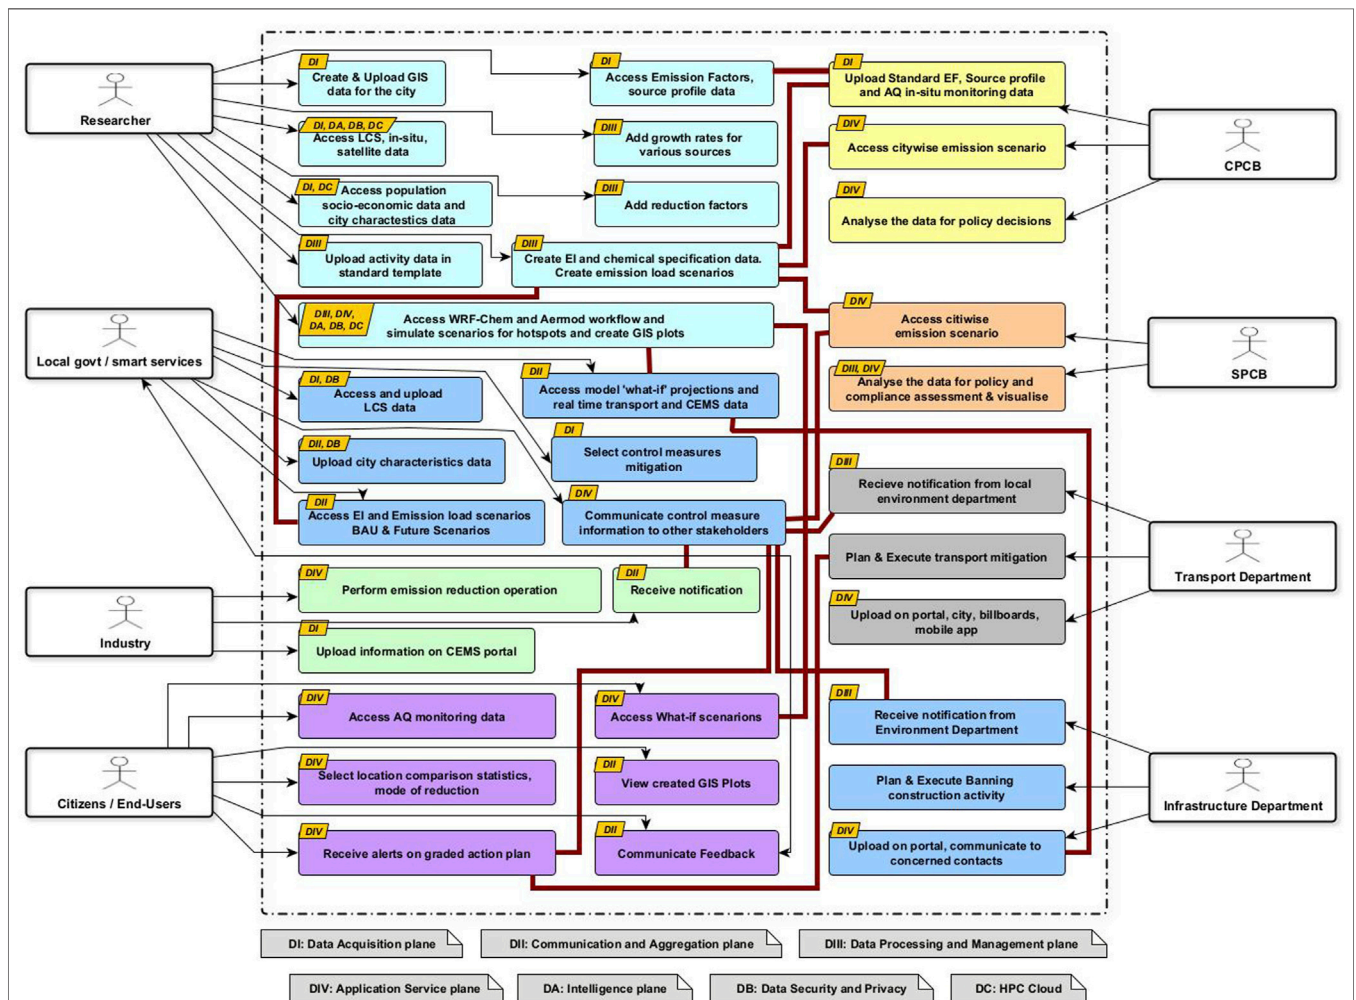 DI
Create & Upload GIS
data for the city
DI
Access Emission Factors,
source profile data
DI
Upload Standard EF, Source profile
and AQ in-situ monitoring data
Researcher
DI, DA, DB, DC
Access LCS, in-situ,
satellite data
DIII
Add growth rates for
various sources
DIV
Access citywise emission scenario
CPCB
DI, DC
Access population
socio-economic data and
city charactestics data
DIII
Add reduction factors
DIV
Analyse the data for policy decisions
DIII
Upload activity data in
standard template
DIII
Create EI and chemical specification data.
Create emission load scenarios
DIII, DIV,
DA, DB, DC
Access WRF-Chem and Aermod workflow and
simulate scenarios for hotspots and create GIS plots
DIV
Access citiwise
emission scenario
Local govt / smart services
SPCB
DI, DB
Access and upload
LCS data
DII
Access model 'what-if' projections and
real time transport and CEMS data
DIII, DIV
Analyse the data for policy and
compliance assessment & visualise
DII, DB
Upload city characteristics data
DI
Select control measures
mitigation
DIII
Recieve notification from local
environment department
DII
Access EI and Emission load scenarios
BAU & Future Scenarios
DIV
Communicate control measure
information to other stakeholders
Plan & Execute transport mitigation
Transport Department
DIV
Perform emission reduction operation
DII
Receive notification
DIV
Upload on portal, city, billboards,
mobile app
Industry
DI
Upload information on CEMS portal
DIV
Access AQ monitoring data
DIV
Access What-if scenarions
DIII
Receive notification from
Environment Department
DIV
Select location comparison statistics,
mode of reduction
DII
View created GIS Plots
Plan & Execute Banning
construction activity
Citizens / End-Users
Infrastructure Department
DIV
Receive alerts on graded action plan
DII
Communicate Feedback
DIV
Upload on portal, communicate to
concerned contacts
DI: Data Acquisition plane
DII: Communication and Aggregation plane
DIII: Data Processing and Management plane
DIV: Application Service plane
DA: Intelligence plane
DB: Data Security and Privacy
DC: HPC Cloud